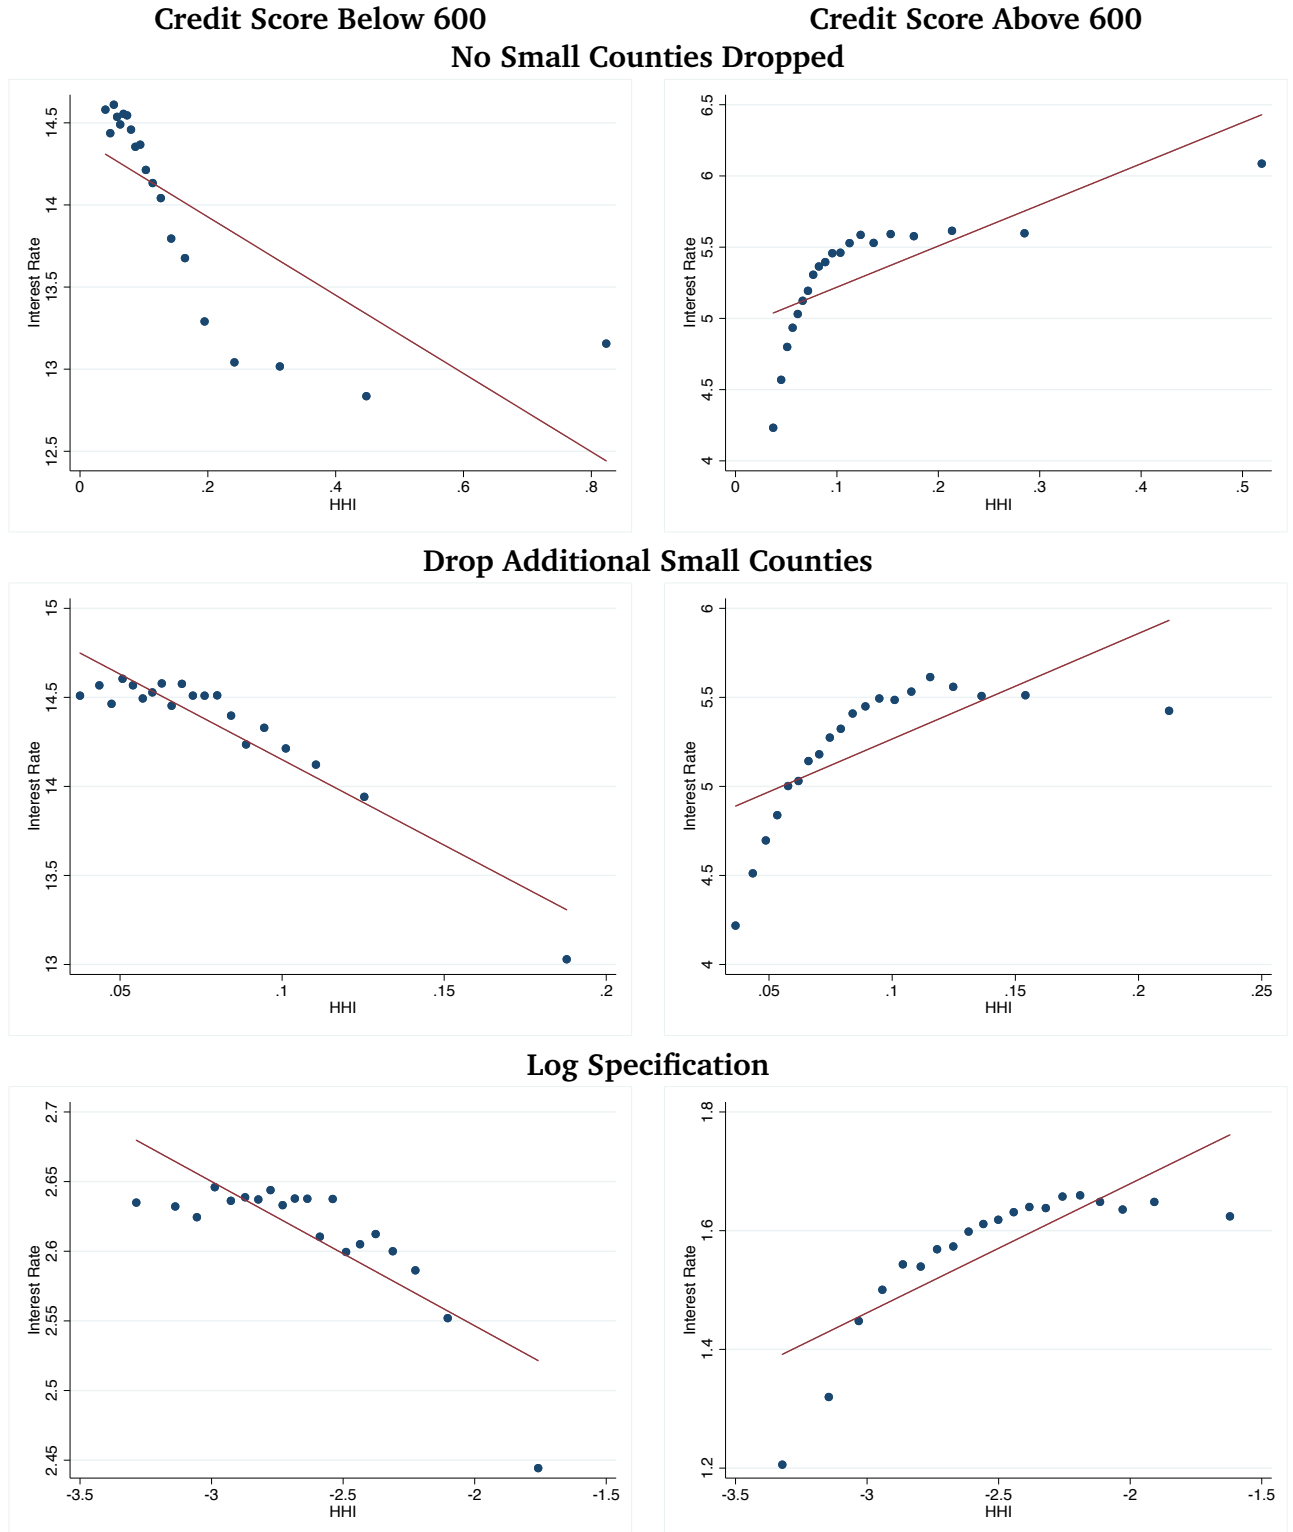 Credit Score Below 600
Credit Score Above 600
No Small Counties Dropped
14.5
14
13.5
13
12.5
Interest Rate
0 .2 .4 .6 .8
HHI
6.5
6
5.5
5
4.5
4
Interest Rate
0 .1 .2 .3 .4 .5
HHI
Drop Additional Small Counties
15
14.5
14
13.5
13
Interest Rate
.05 .1 .15 .2
HHI
6
5.5
5
4.5
4
Interest Rate
.05 .1 .15 .2 .25
HHI
Log Specification
2.7
2.65
2.6
2.55
2.5
2.45
Interest Rate
-3.5 -3 -2.5 -2 -1.5
HHI
1.8
1.6
1.4
1.2
Interest Rate
-3.5 -3 -2.5 -2 -1.5
HHI